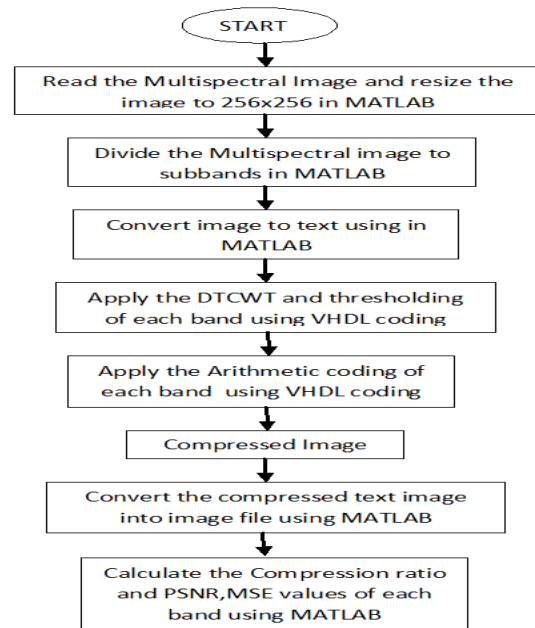 START
Read the Multispectral Image and resize the
image to 256x256 in MATLAB
Divide the Multispectral image to
subbands in MATLAB
Convert image to text using in
MATLAB
Apply the DTCWT and thresholding
of each band using VHDL coding
Apply the Arithmetic coding of
each band using VHDL coding
Compressed Image
Convert the compressed text image
into image file using MATLAB
Calculate the Compression ratio
and PSNR,MSE values of each
band using MATLAB